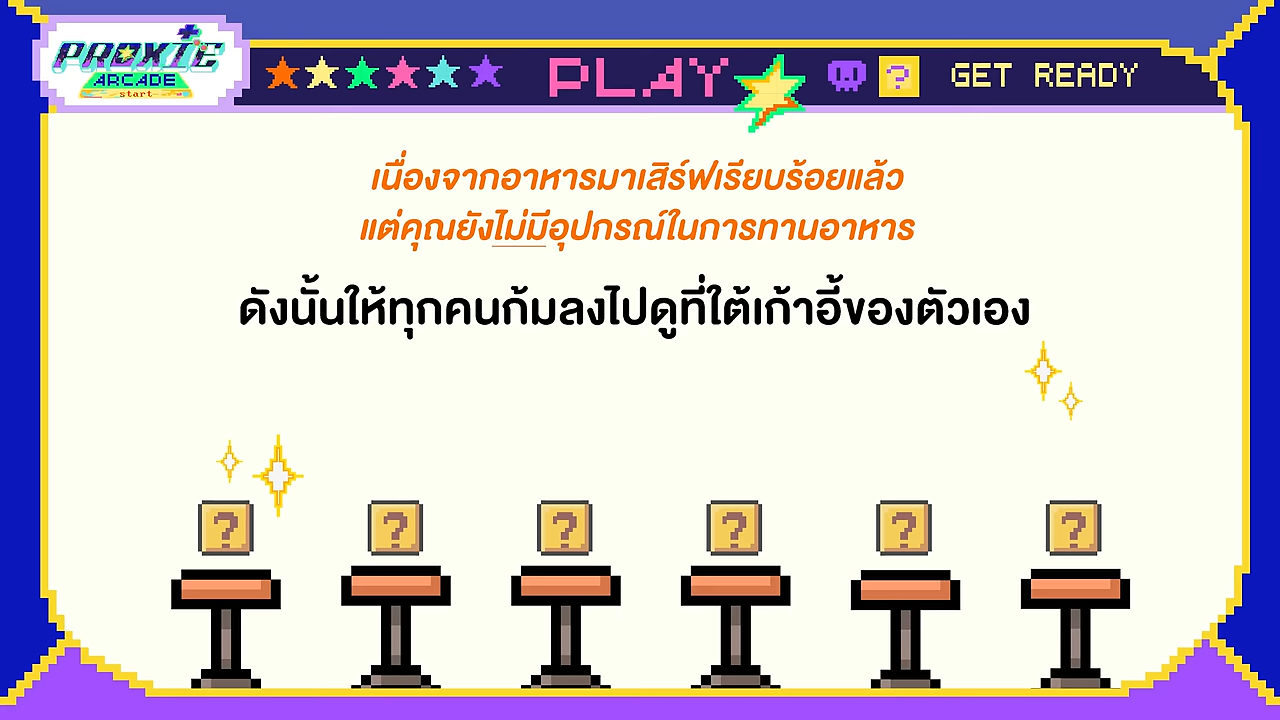 PROXIE
ARCADE
start
PLAY
?
GET READY
เนื่องจากอาหารมาเสิร์ฟเรียบร้อยแล้ว
แต่คุณยังไม่มีอุปกรณ์ในการทานอาหาร
ดังนั้นให้ทุกคนก้มลงไปดูที่ใต้เก้าอี้ของตัวเอง
? ? ? ? ? ?